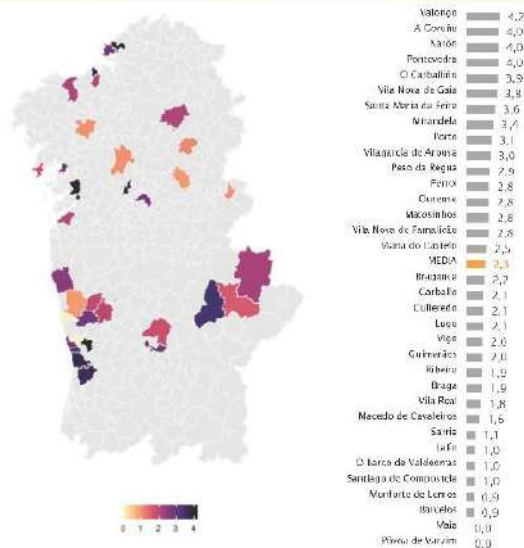 Valongo 4,2
A Coruña 4,0
Narón 4,0
Pontevedra 4,0
O Carballiño 3,9
Vila Nova de Gaia 3,8
Santa Maria da Feira 3,6
Mirandela 3,4
Porto 3,1
Vilagarcía de Arousa 3,0
Peso da Régua 2,9
Ferrol 2,8
Ourense 2,8
Matosinhos 2,8
Vila Nova de Famalicão 2,8
Viana do Castelo 2,5
MEDIA 2,3
Bragança 2,2
Carballo 2,1
Culleredo 2,1
Lugo 2,1
Vigo 2,0
Guimarães 2,0
Ribeira 1,9
Braga 1,9
Vila Real 1,8
Macedo de Cavaleiros 1,6
Sarria 1,1
Lalín 1,0
O Barco de Valdeorras 1,0
Santiago de Compostela 1,0
Monforte de Lemos 0,9
Barcelos 0,9
Maia 0,0
Póvoa de Varzim 0,0
0 1 2 3 4